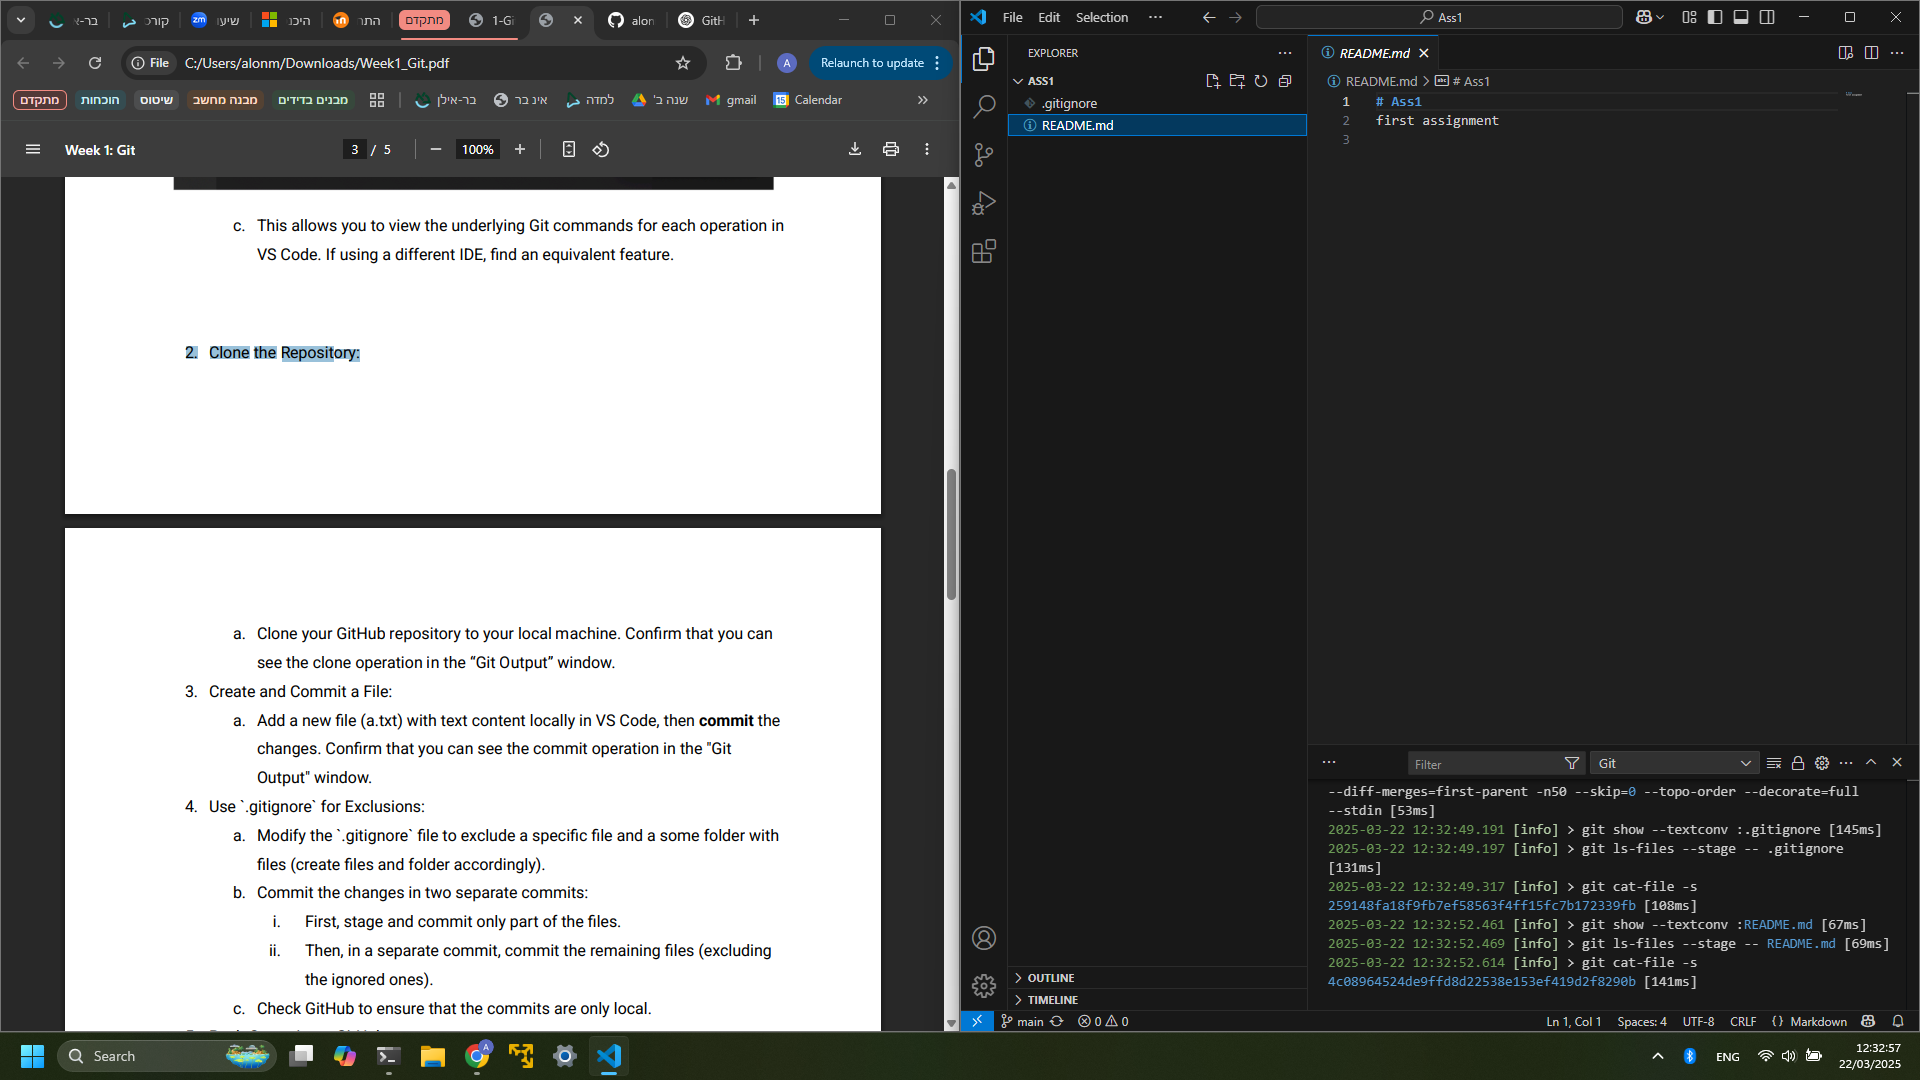 1-Gi
alon
GitH
קורס
שיעו
היכנ
התר
מתקדם
File
C:/Users/alonm/Downloads/Week1_Git.pdf
A
Relaunch to update
מתקדם
הוכחות
שיטוס
מבנה מחשב
מבנים בדידים
בר-אילן
אינ בר
למדה
שנה ב'
gmail
Calendar
Week 1: Git
3 / 5
100%
c. This allows you to view the underlying Git commands for each operation in
VS Code. If using a different IDE, find an equivalent feature.
2. Clone the Repository:
a. Clone your GitHub repository to your local machine. Confirm that you can
see the clone operation in the “Git Output” window.
3. Create and Commit a File:
a. Add a new file (a.txt) with text content locally in VS Code, then commit the
changes. Confirm that you can see the commit operation in the "Git
Output" window.
4. Use `.gitignore` for Exclusions:
a. Modify the `.gitignore` file to exclude a specific file and a some folder with
files (create files and folder accordingly).
b. Commit the changes in two separate commits:
i. First, stage and commit only part of the files.
ii. Then, in a separate commit, commit the remaining files (excluding
the ignored ones).
c. Check GitHub to ensure that the commits are only local.
File Edit Selection
Ass1
EXPLORER
ASS1
.gitignore
README.md
OUTLINE
TIMELINE
README.md
README.md > # Ass1
1 # Ass1
2 first assignment
3
Filter
Git
--diff-merges=first-parent -n50 --skip=0 --topo-order --decorate=full
--stdin [53ms]
2025-03-22 12:32:49.191 [info] > git show --textconv :.gitignore [145ms]
2025-03-22 12:32:49.197 [info] > git ls-files --stage -- .gitignore
[131ms]
2025-03-22 12:32:49.317 [info] > git cat-file -s
259148fa18f9fb7ef58563f4ff15fc7b172339fb [108ms]
2025-03-22 12:32:52.461 [info] > git show --textconv :README.md [67ms]
2025-03-22 12:32:52.469 [info] > git ls-files --stage -- README.md [69ms]
2025-03-22 12:32:52.614 [info] > git cat-file -s
4c08964524de9ffd8d22538e153ef419d2f8290b [141ms]
main
0 0
Ln 1, Col 1
Spaces: 4
UTF-8
CRLF
Markdown
Search
ENG
12:32:57
22/03/2025